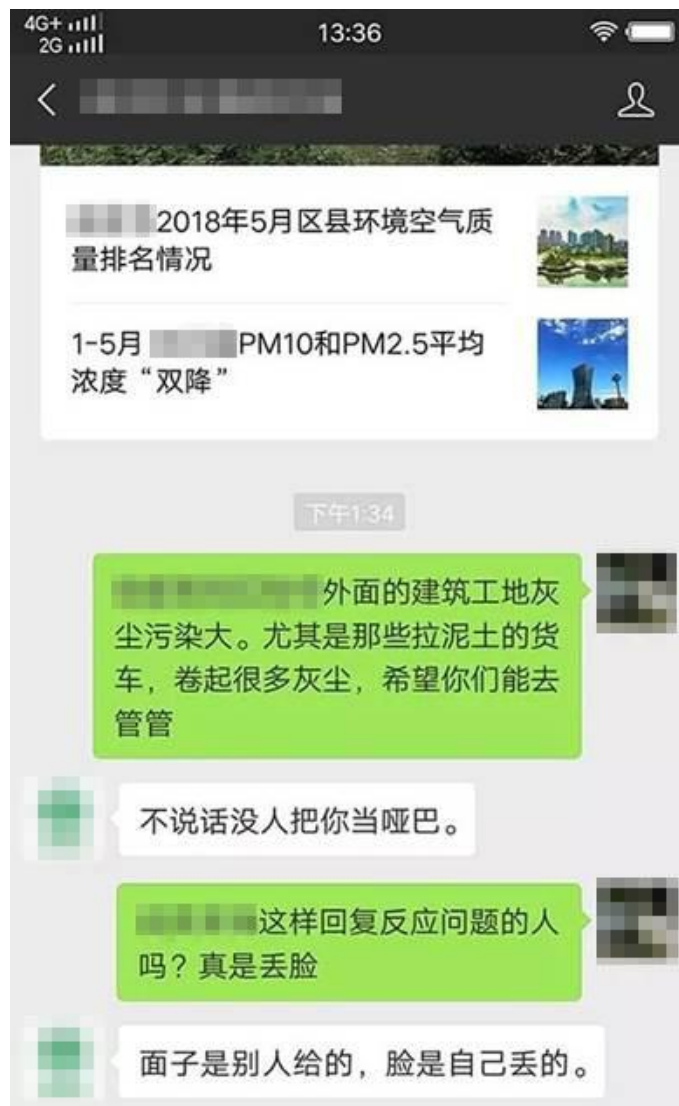 4G+
2G
13:36
2018年5月区县环境空气质
量排名情况
1-5月
PM10和PM2.5平均
浓度“双降”
下午1:34
外面的建筑工地灰
尘污染大。尤其是那些拉泥土的货
车，卷起很多灰尘，希望你们能去
管管
不说话没人把你当哑巴。
这样回复反应问题的人
吗？真是丢脸
面子是别人给的，脸是自己丢的。